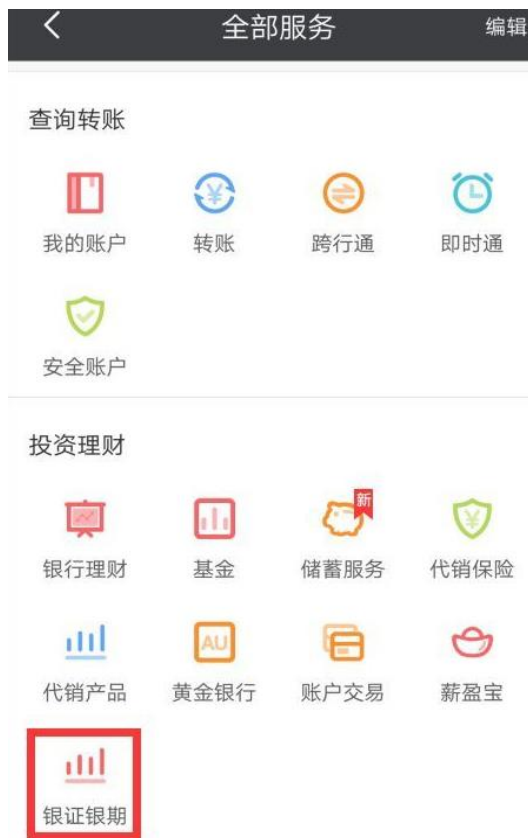 全部服务
编辑
查询转账
我的账户
转账
跨行通
即时通
安全账户
投资理财
新
银行理财
基金
储蓄服务
代销保险
AU
代销产品
黄金银行
账户交易
薪盈宝
银证银期